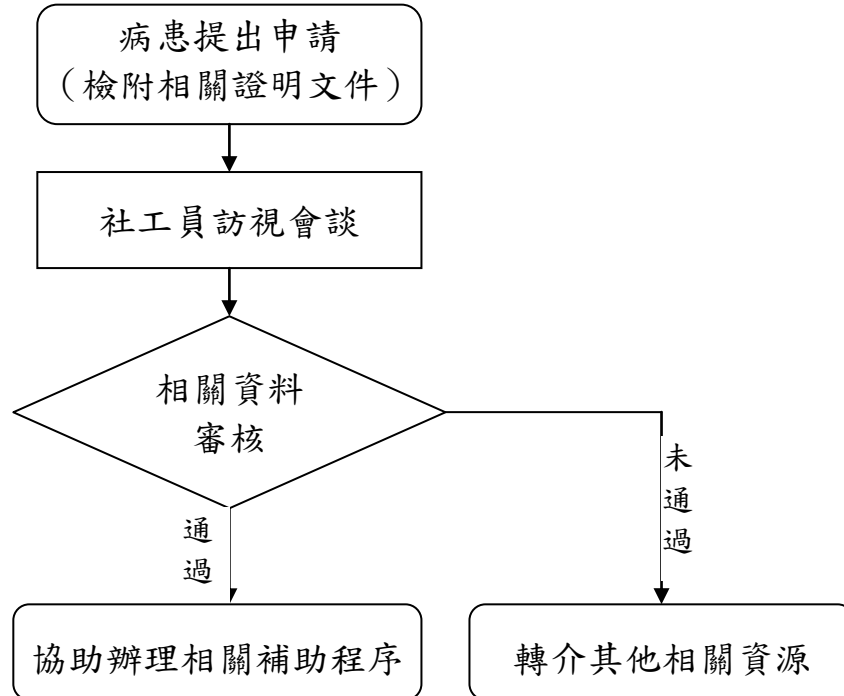 病患提出申請
（檢附相關證明文件）
社工員訪視會談
相關資料
審核
通過
未通過
協助辦理相關補助程序
轉介其他相關資源